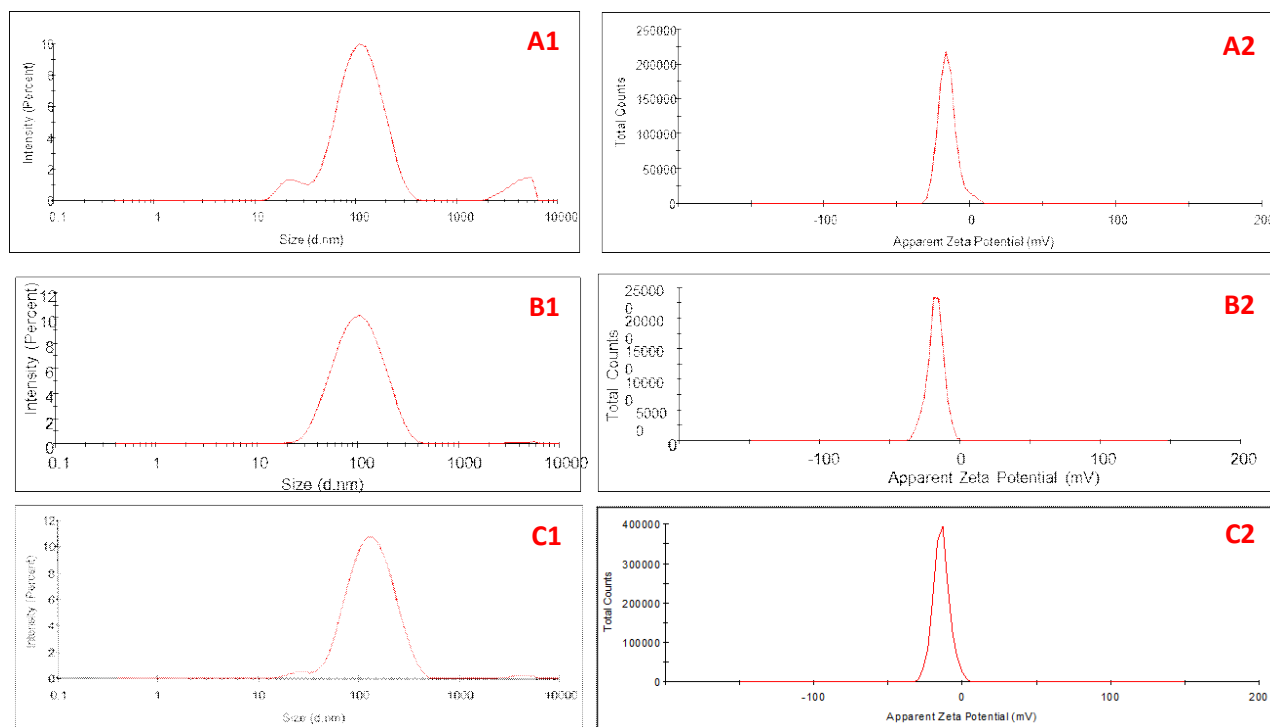 A1
Intensity (Percent)
10
8
6
4
2
0
0.1 1 10 100 1000 10000
Size (d.nm)
A2
Total Counts
250000
200000
150000
100000
50000
0
-100 0 100 200
Apparent Zeta Potential (mV)
B1
Intensity (Percent)
12
10
8
6
4
2
0
0.1 1 10 100 1000 10000
Size (d.nm)
B2
Total Counts
25000
0
20000
0
15000
0
10000
0
5000
0
0
-100 0 100 200
Apparent Zeta Potential (mV)
C1
Intensity (Percent)
12
10
8
6
4
2
0
0.1 1 10 100 1000 10000
Size (d.nm)
C2
Total Counts
400000
300000
200000
100000
0
-100 0 100 200
Apparent Zeta Potential (mV)